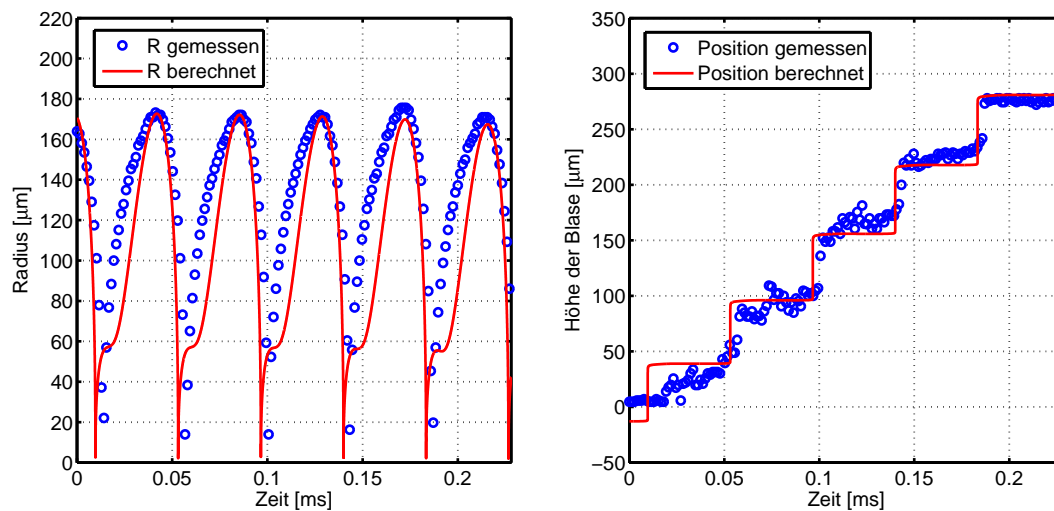 220
200
180
160
140
120
100
80
60
40
20
0
Radius [µm]
R gemessen
R berechnet
0 0.05 0.1 0.15 0.2
Zeit [ms]
350
300
250
200
150
100
50
0
−50
Höhe der Blase [µm]
Position gemessen
Position berechnet
0 0.05 0.1 0.15 0.2
Zeit [ms]